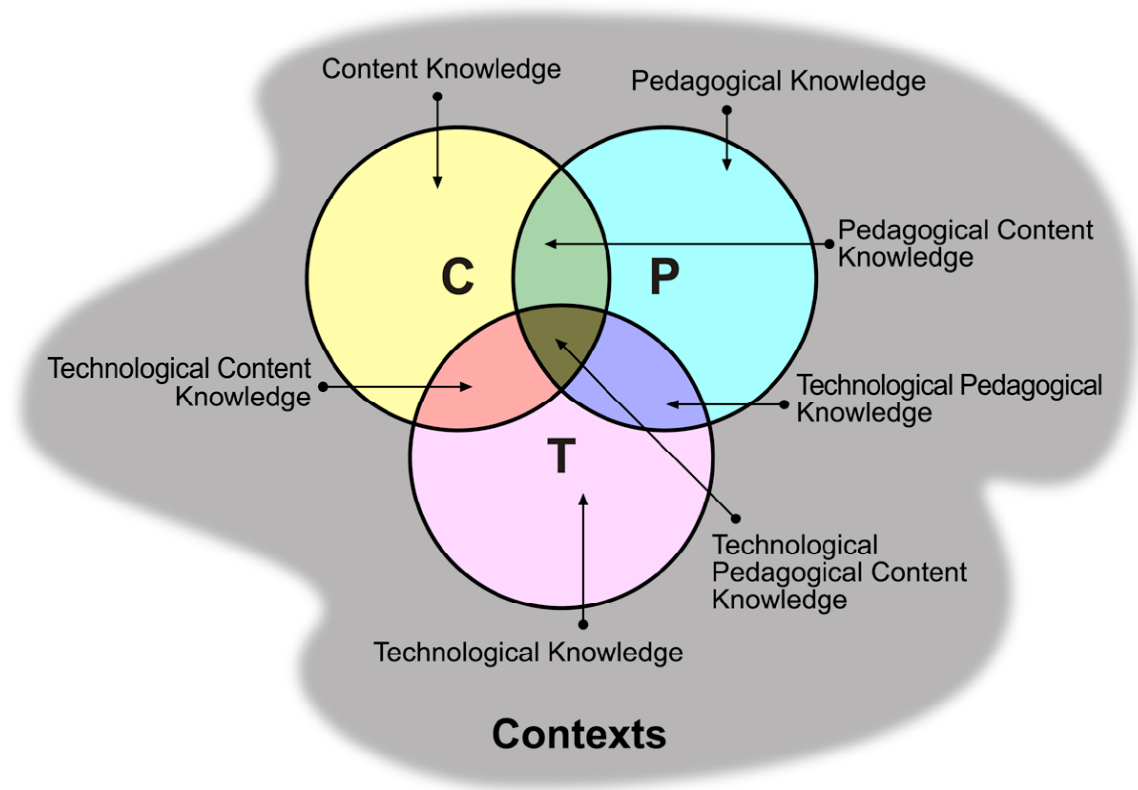 Content Knowledge
Pedagogical Knowledge
Pedagogical Content
Knowledge
C
P
Technological Content
Knowledge
Technological Pedagogical
Knowledge
T
Technological
Pedagogical Content
Knowledge
Technological Knowledge
Contexts